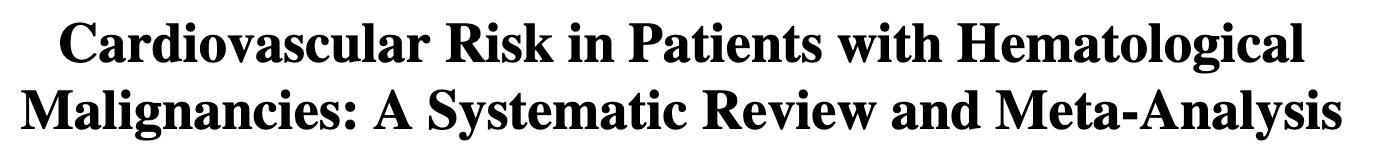 Cardiovascular Risk in Patients with Hematological
Malignancies: A Systematic Review and Meta-Analysis